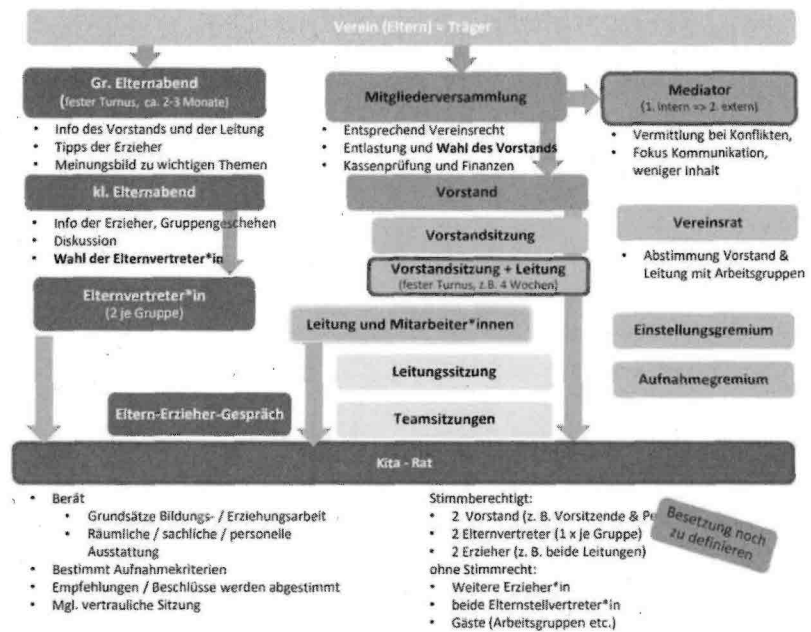 Verein (Eltern) = Träger
Gr. Elternabend
(fester Turnus, ca. 2-3 Monate)
• Info des Vorstands und der Leitung
• Tipps der Erzieher
• Meinungsbild zu wichtigen Themen
kl. Elternabend
• Info der Erzieher, Gruppengeschehen
• Diskussion
• Wahl der Elternvertreter*in
Elternvertreter*in
(2 je Gruppe)
Eltern-Erzieher-Gespräch
Mitgliederversammlung
• Entsprechend Vereinsrecht
• Entlastung und Wahl des Vorstands
• Kassenprüfung und Finanzen
Vorstand
Vorstandsitzung
Vorstandsitzung + Leitung
(fester Turnus, z.B. 4 Wochen)
Leitung und Mitarbeiter*innen
Leitungssitzung
Teamsitzungen
Mediator
(1. Intern => 2. extern)
• Vermittlung bei Konflikten,
• Fokus Kommunikation,
weniger Inhalt
Vereinsrat
• Abstimmung Vorstand &
Leitung mit Arbeitsgruppen
Einstellungsgremium
Aufnahmegremium
Kita - Rat
• Berät
• Grundsätze Bildungs- / Erziehungsarbeit
• Räumliche / sachliche / personelle
Ausstattung
• Bestimmt Aufnahmekriterien
• Empfehlungen / Beschlüsse werden abgestimmt
• Mgl. vertrauliche Sitzung
Stimmberechtigt:
• 2 Vorstand (z. B. Vorsitzende &
• 2 Elternvertreter (1 x je Gruppe)
• 2 Erzieher (z. B. beide Leitungen)
ohne Stimmrecht:
• Weitere Erzieher*in
• beide Elternstellvertreter*in
• Gäste (Arbeitsgruppen etc.)
Besetzung noch
zu definieren